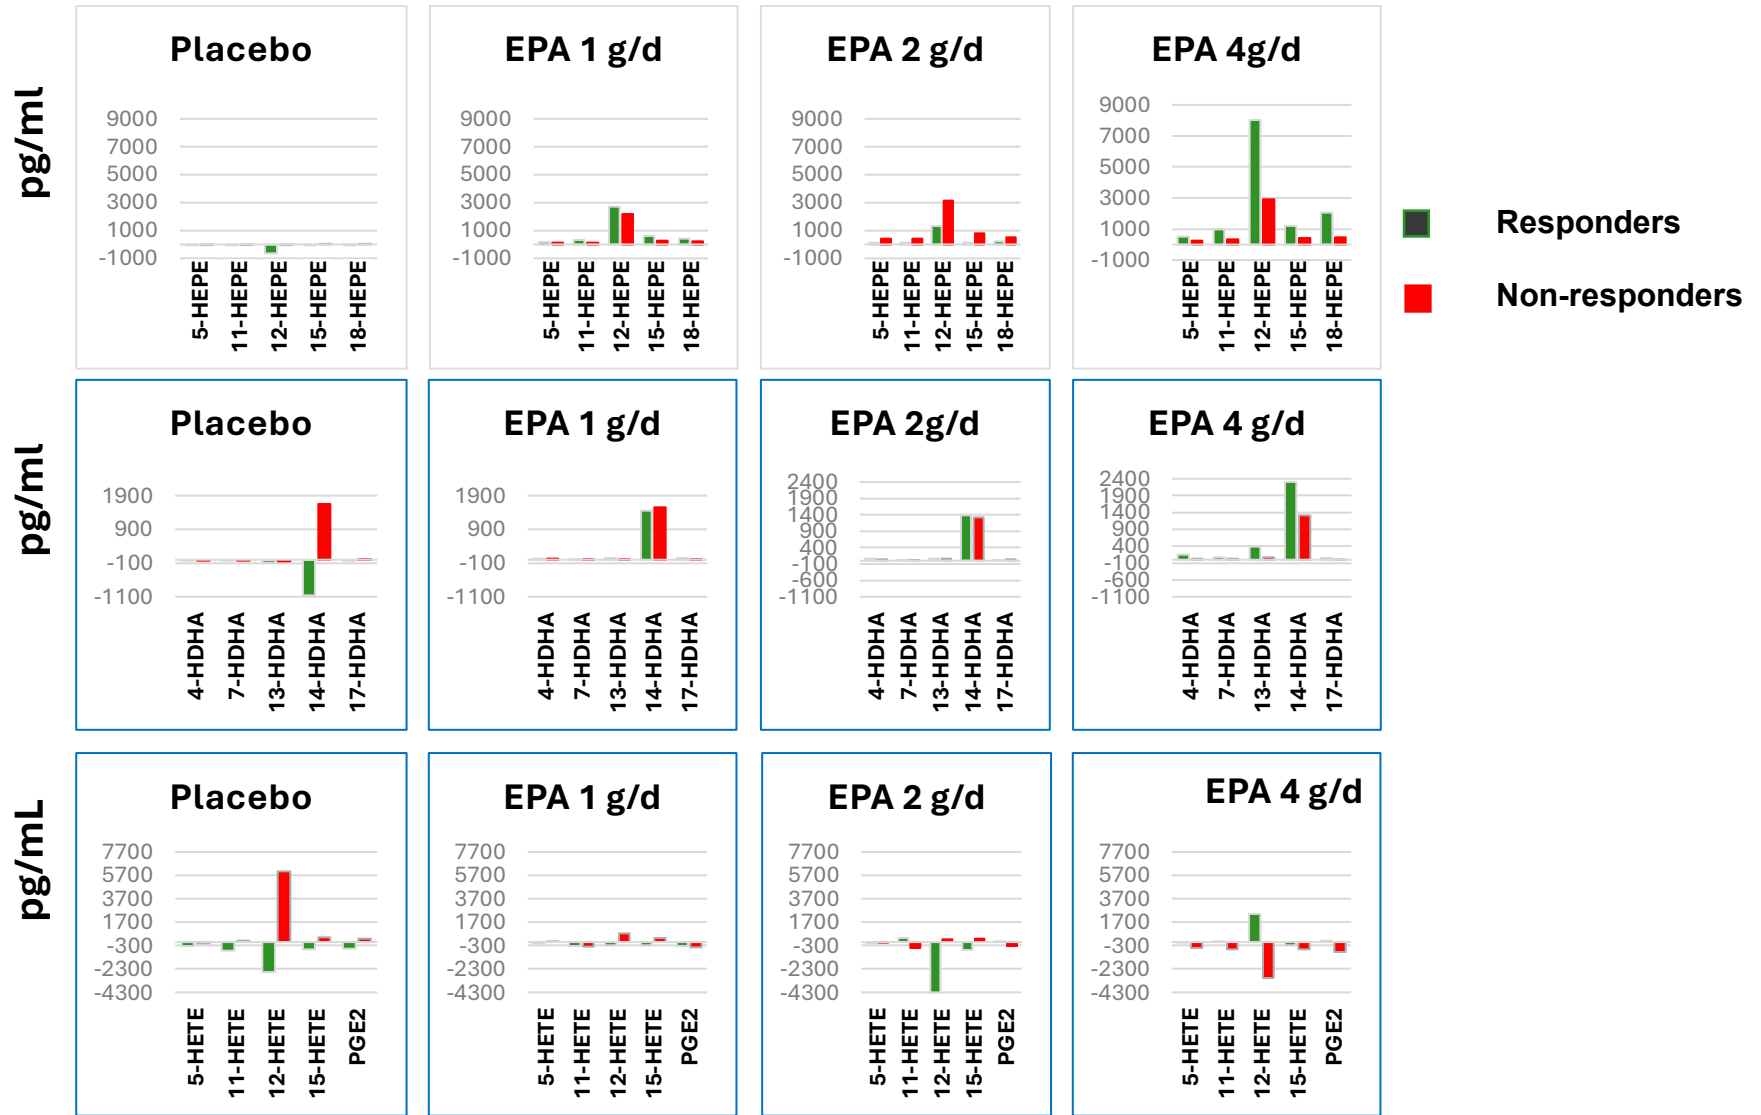 Placebo
EPA 1 g/d
EPA 2 g/d
EPA 4g/d
pg/ml
9000
7000
5000
3000
1000
-1000
5-HEPE
11-HEPE
12-HEPE
15-HEPE
18-HEPE
9000
7000
5000
3000
1000
-1000
5-HEPE
11-HEPE
12-HEPE
15-HEPE
18-HEPE
9000
7000
5000
3000
1000
-1000
5-HEPE
11-HEPE
12-HEPE
15-HEPE
18-HEPE
9000
7000
5000
3000
1000
-1000
5-HEPE
11-HEPE
12-HEPE
15-HEPE
18-HEPE
Responders
Non-responders
Placebo
EPA 1 g/d
EPA 2g/d
EPA 4 g/d
pg/ml
1900
900
-100
-1100
4-HDHA
7-HDHA
13-HDHA
14-HDHA
17-HDHA
1900
900
-100
-1100
4-HDHA
7-HDHA
13-HDHA
14-HDHA
17-HDHA
2400
1900
1400
900
400
-100
-600
-1100
4-HDHA
7-HDHA
13-HDHA
14-HDHA
17-HDHA
2400
1900
1400
900
400
-100
-600
-1100
4-HDHA
7-HDHA
13-HDHA
14-HDHA
17-HDHA
Placebo
EPA 1 g/d
EPA 2 g/d
EPA 4 g/d
pg/mL
7700
5700
3700
1700
-300
-2300
-4300
5-HETE
11-HETE
12-HETE
15-HETE
PGE2
7700
5700
3700
1700
-300
-2300
-4300
5-HETE
11-HETE
12-HETE
15-HETE
PGE2
7700
5700
3700
1700
-300
-2300
-4300
5-HETE
11-HETE
12-HETE
15-HETE
PGE2
7700
5700
3700
1700
-300
-2300
-4300
5-HETE
11-HETE
12-HETE
15-HETE
PGE2